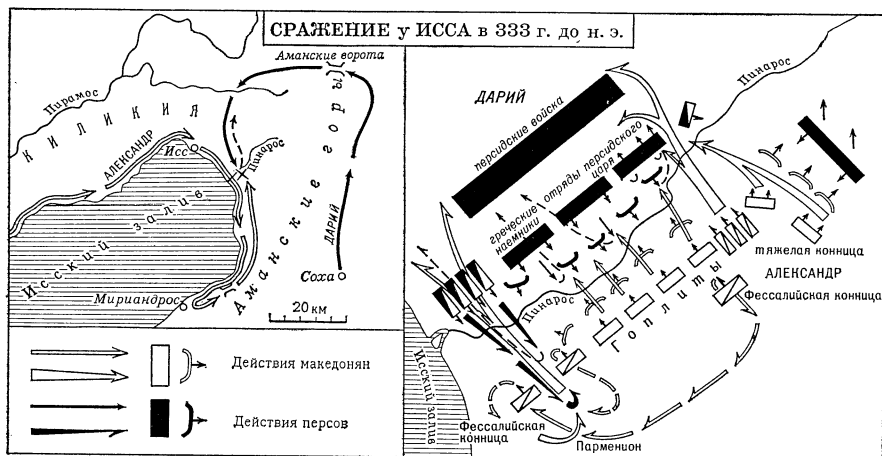 СРАЖЕНИЕ у ИССА в 333 г. до н. э.
Аманские ворота
Пирамос
КИЛИКИЯ
АЛЕКСАНДР
Исс
Пинарос
Исский залив
Аманские горы
ДАРИЙ
Соха
Мириандрос
20 км
Действия македонян
Действия персов
Пинарос
ДАРИЙ
персидские войска
греческие отряды персидского
наемники царя
тяжелая конница
АЛЕКСАНДР
Фессалийская конница
Пинарос
гоплиты
Исский залив
Фессалийская
конница
Парменион